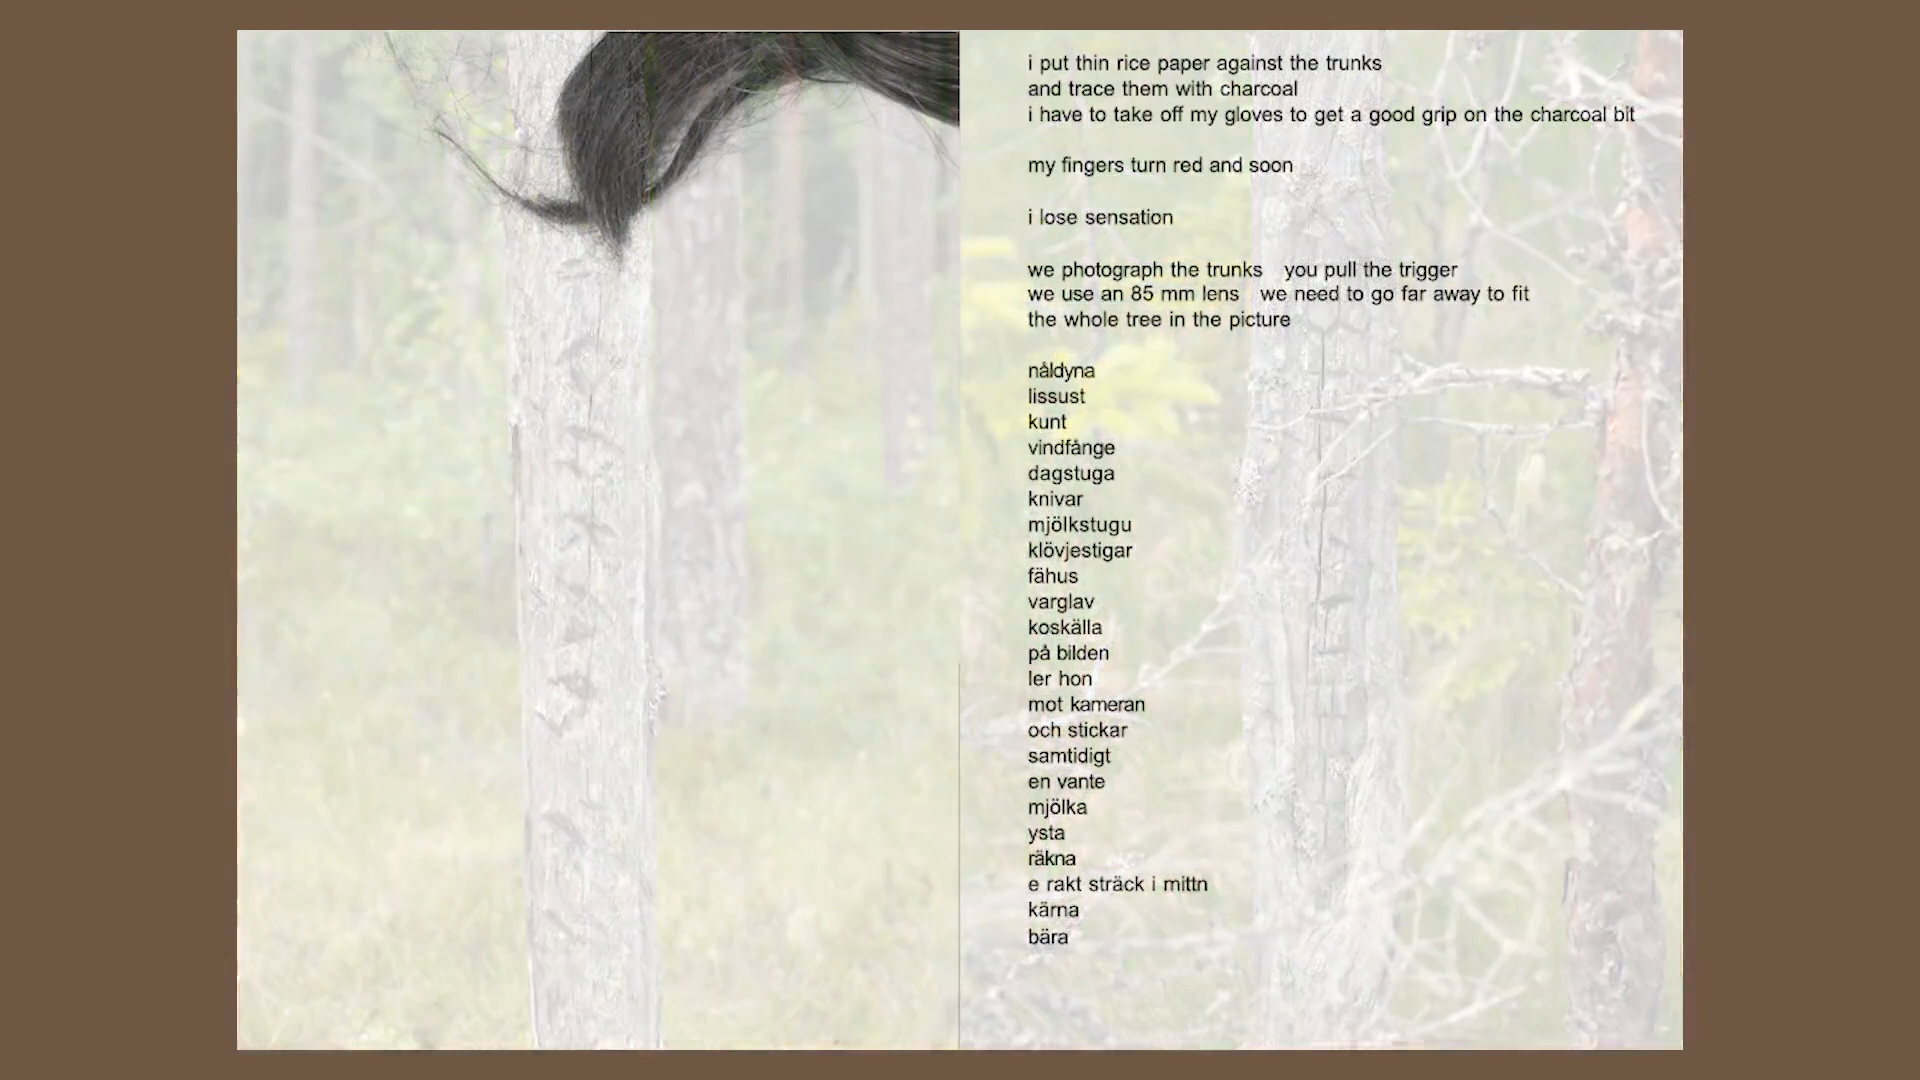 i put thin rice paper against the trunks
and trace them with charcoal
i have to take off my gloves to get a good grip on the charcoal bit
my fingers turn red and soon
i lose sensation
we photograph the trunks   you pull the trigger
we use an 85 mm lens   we need to go far away to fit
the whole tree in the picture
nåldyna
lissust
kunt
vindfånge
dagstuga
knivar
mjölkstugu
klövjestigar
fähus
varglav
koskälla
på bilden
ler hon
mot kameran
och stickar
samtidigt
en vante
mjölka
ysta
räkna
e rakt sträck i mittn
kärna
bära